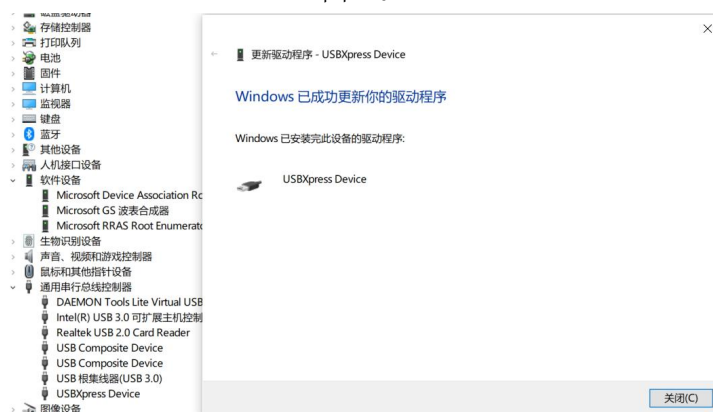 磁盘驱动器
存储控制器
打印队列
电池
固件
计算机
监视器
键盘
蓝牙
其他设备
人机接口设备
软件设备
Microsoft Device Association Rc
Microsoft GS 波表合成器
Microsoft RRAS Root Enumerato
生物识别设备
声音、视频和游戏控制器
鼠标和其他指针设备
通用串行总线控制器
DAEMON Tools Lite Virtual USB
Intel(R) USB 3.0 可扩展主机控制
Realtek USB 2.0 Card Reader
USB Composite Device
USB Composite Device
USB 根集线器(USB 3.0)
USBXpress Device
图像设备
更新驱动程序 - USBXpress Device
Windows 已成功更新你的驱动程序
Windows 已安装完此设备的驱动程序:
USBXpress Device
关闭(C)